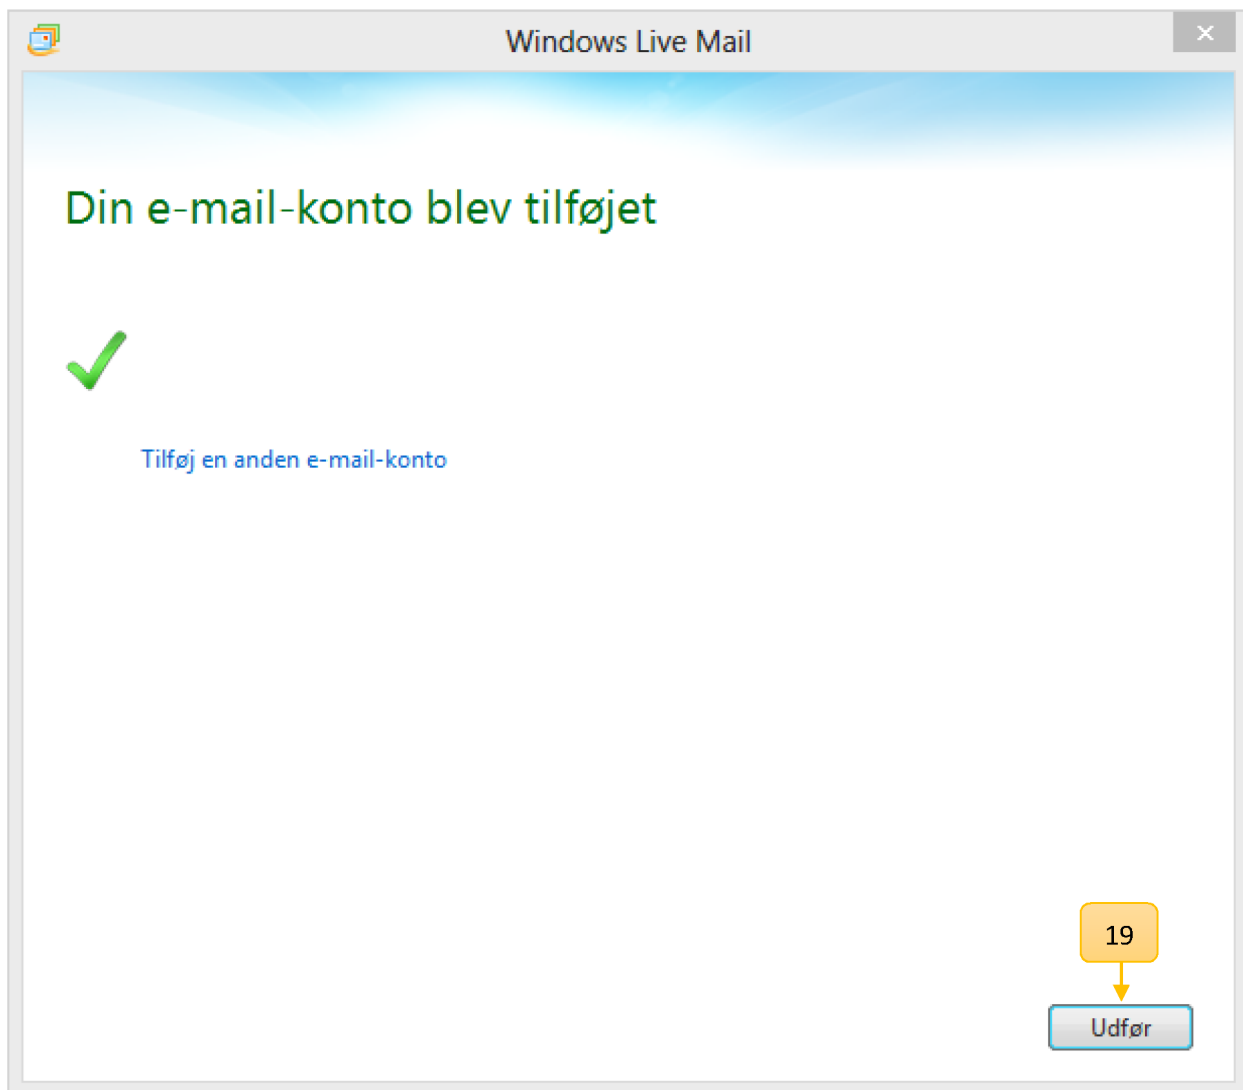 Windows Live Mail
Din e-mail-konto blev tilføjet
Tilføj en anden e-mail-konto
19
Udfør